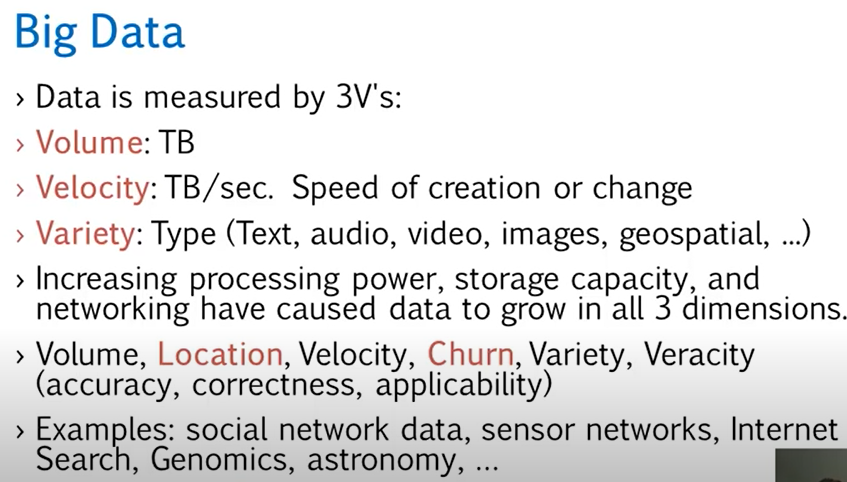 Big Data
› Data is measured by 3V's:
› Volume: TB
› Velocity: TB/sec. Speed of creation or change
› Variety: Type (Text, audio, video, images, geospatial, ...)
› Increasing processing power, storage capacity, and
networking have caused data to grow in all 3 dimensions.
› Volume, Location, Velocity, Churn, Variety, Veracity
(accuracy, correctness, applicability)
› Examples: social network data, sensor networks, Internet
Search, Genomics, astronomy, ...